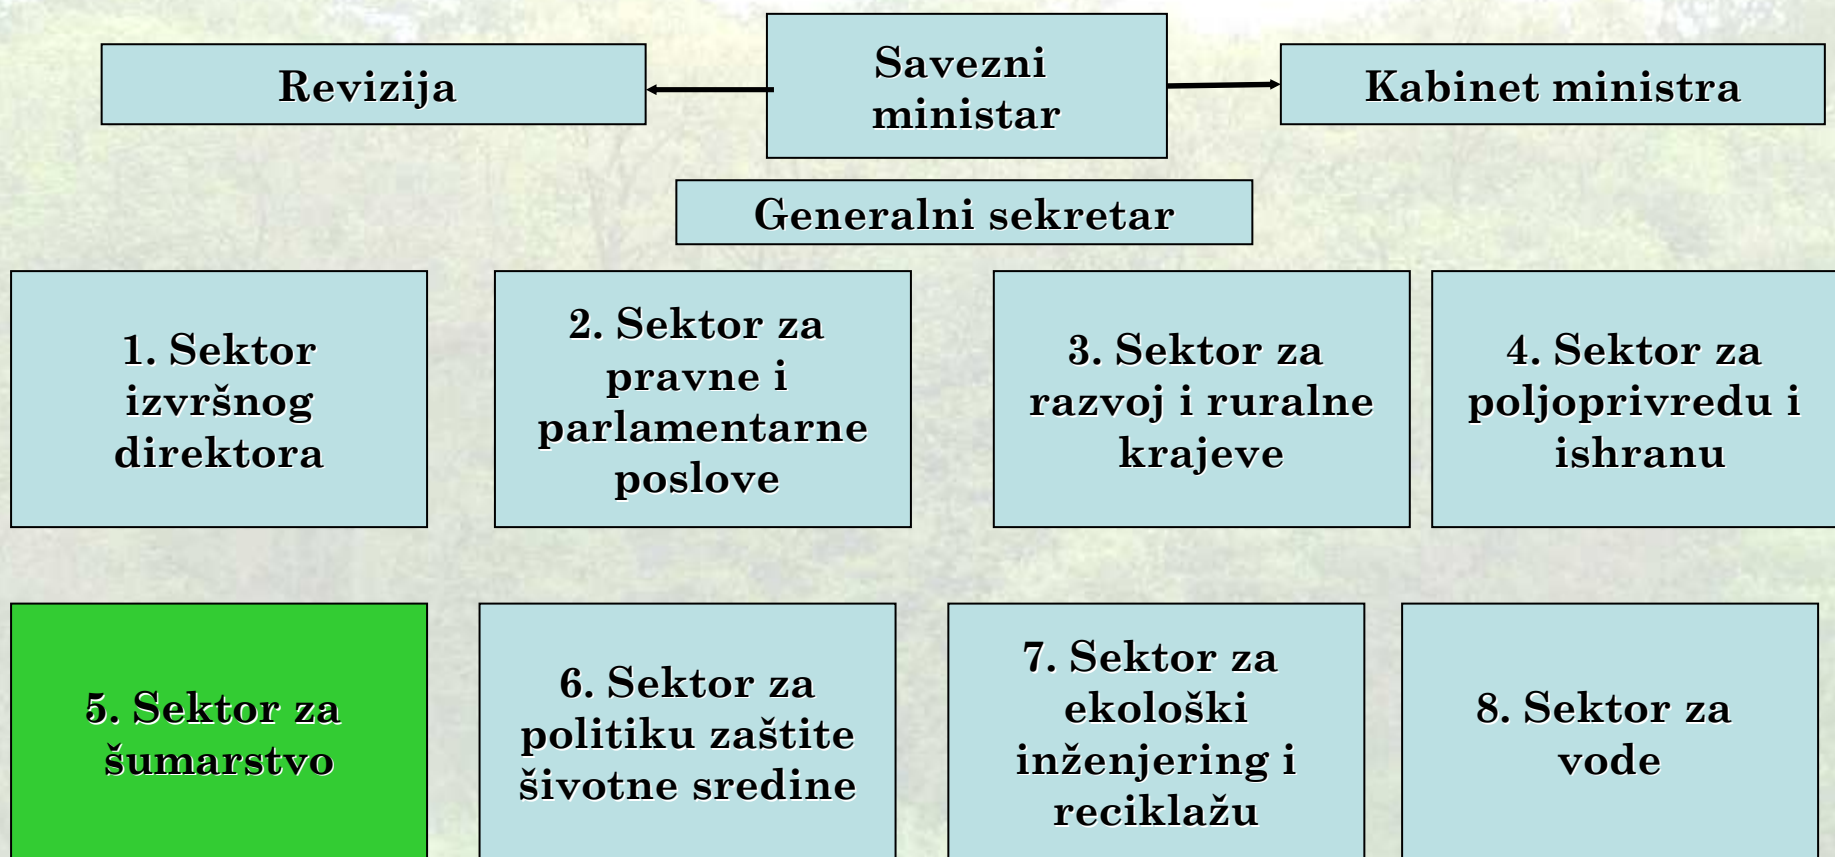 Revizija
Savezni
ministar
Kabinet ministra
Generalni sekretar
1. Sektor
izvršnog
direktora
2. Sektor za
pravne i
parlamentarne
poslove
3. Sektor za
razvoj i ruralne
krajeve
4. Sektor za
poljoprivredu i
ishranu
5. Sektor za
šumarstvo
6. Sektor za
politiku zaštite
šivotne sredine
7. Sektor za
ekološki
inženjering i
reciklažu
8. Sektor za
vode